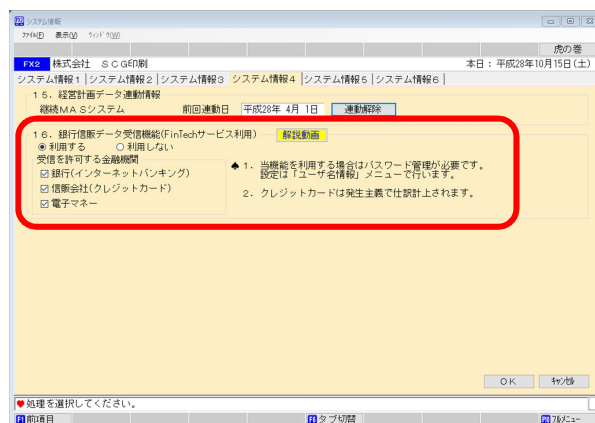 システム情報
ファイル(F) 表示(V) ウィンドウ(W)
虎の巻
FX2 株式会社 ＳＣＧ印刷 本日：平成28年10月15日(土)
システム情報１ システム情報２ システム情報３ システム情報４ システム情報５ システム情報６
１５．経営計画データ連動情報
継続ＭＡＳシステム 前回連動日 平成28年 4月 1日 連動解除
１６．銀行信販データ受信機能(FinTechサービス利用) 解説動画
利用する 利用しない
受信を許可する金融機関
銀行(インターネットバンキング)
信販会社(クレジットカード)
電子マネー
♠１．当機能を利用する場合はパスワード管理が必要です。
設定は「ユーザ名情報」メニューで行います。
２．クレジットカードは発生主義で仕訳計上されます。
ＯＫ キャンセル
♥処理を選択してください。
F1 前項目 F8 タブ切替 F10 フルメニュー